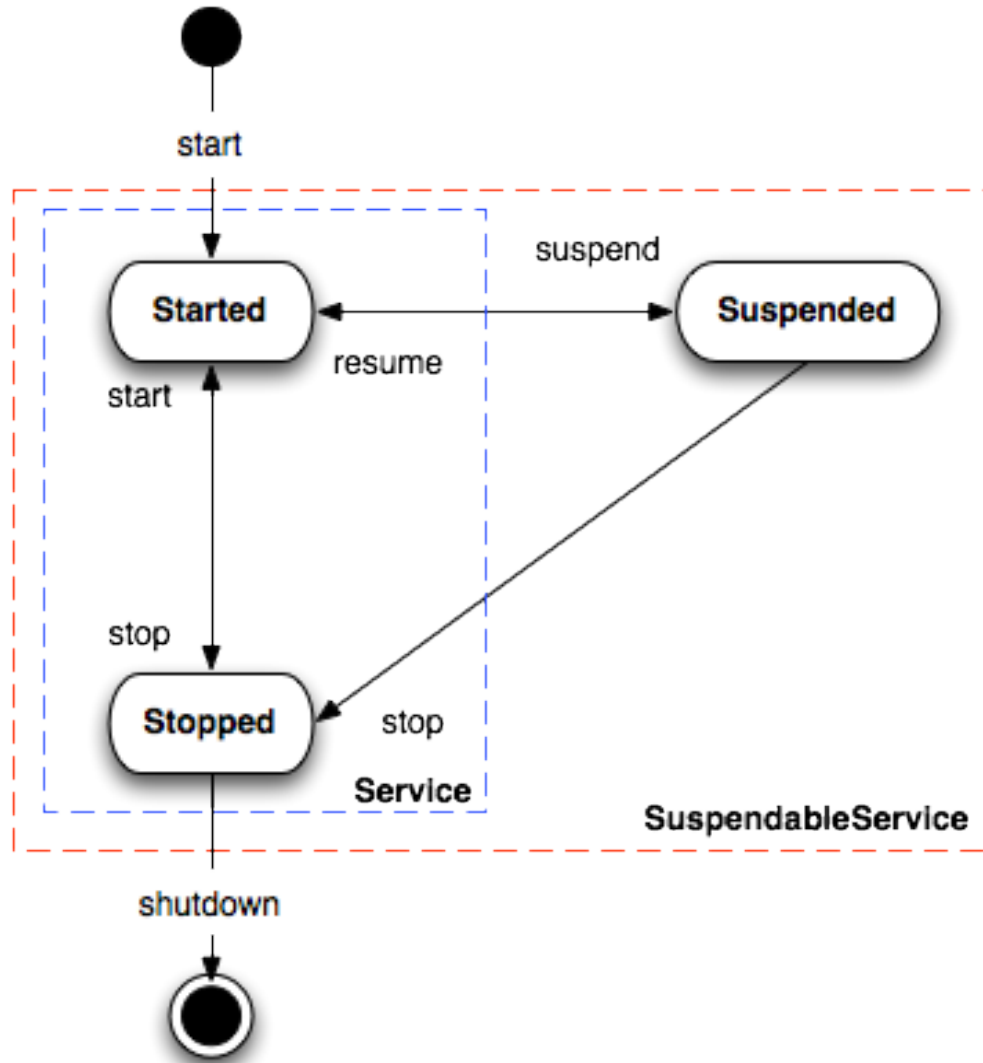 start
suspend
Started
Suspended
resume
start
stop
Stopped
stop
Service
SuspendableService
shutdown